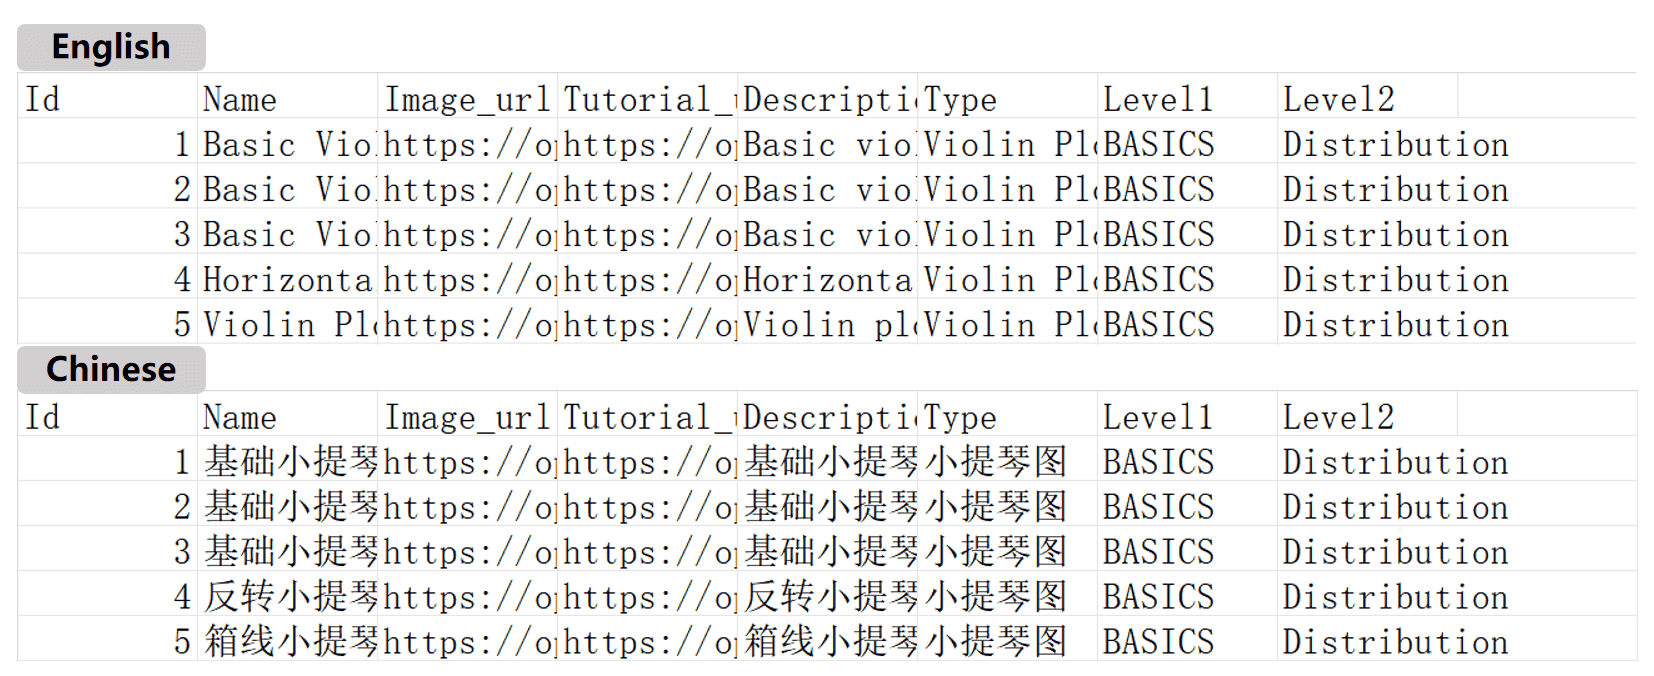 English
Id Name Image_url Tutorial_ Descripti Type Level1 Level2
1 Basic Vio https://o https://o Basic vio Violin Pl BASICS Distribution
2 Basic Vio https://o https://o Basic vio Violin Pl BASICS Distribution
3 Basic Vio https://o https://o Basic vio Violin Pl BASICS Distribution
4 Horizonta https://o https://o Horizonta Violin Pl BASICS Distribution
5 Violin Pl https://o https://o Violin pl Violin Pl BASICS Distribution
Chinese
Id Name Image_url Tutorial_ Descripti Type Level1 Level2
1 基础小提琴 https://o https://o 基础小提琴 小提琴图 BASICS Distribution
2 基础小提琴 https://o https://o 基础小提琴 小提琴图 BASICS Distribution
3 基础小提琴 https://o https://o 基础小提琴 小提琴图 BASICS Distribution
4 反转小提琴 https://o https://o 反转小提琴 小提琴图 BASICS Distribution
5 箱线小提琴 https://o https://o 箱线小提琴 小提琴图 BASICS Distribution